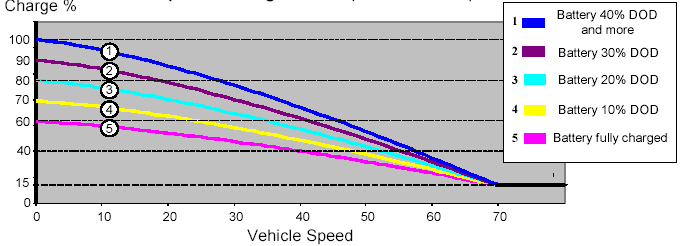 Charge %
100
90
80
70
60
40
15
0
1
2
3
4
5
0
10
20
30
40
50
60
70
Vehicle Speed
1 Battery 40% DOD
and more
2 Battery 30% DOD
3 Battery 20% DOD
4 Battery 10% DOD
5 Battery fully charged